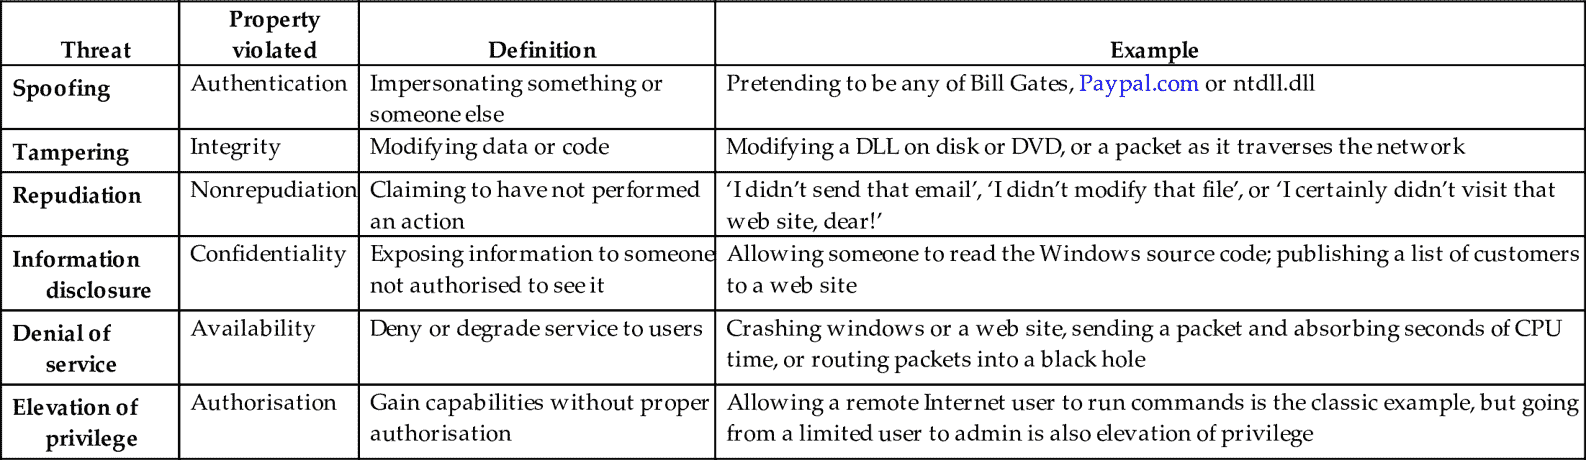 Threat
Property
violated
Definition
Example
Spoofing
Authentication
Impersonating something or
someone else
Pretending to be any of Bill Gates, Paypal.com or ntdll.dll
Tampering
Integrity
Modifying data or code
Modifying a DLL on disk or DVD, or a packet as it traverses the network
Repudiation
Nonrepudiation
Claiming to have not performed
an action
‘I didn’t send that email’, ‘I didn’t modify that file’, or ‘I certainly didn’t visit that
web site, dear!’
Information
disclosure
Confidentiality
Exposing information to someone
not authorised to see it
Allowing someone to read the Windows source code; publishing a list of customers
to a web site
Denial of
service
Availability
Deny or degrade service to users
Crashing windows or a web site, sending a packet and absorbing seconds of CPU
time, or routing packets into a black hole
Elevation of
privilege
Authorisation
Gain capabilities without proper
authorisation
Allowing a remote Internet user to run commands is the classic example, but going
from a limited user to admin is also elevation of privilege